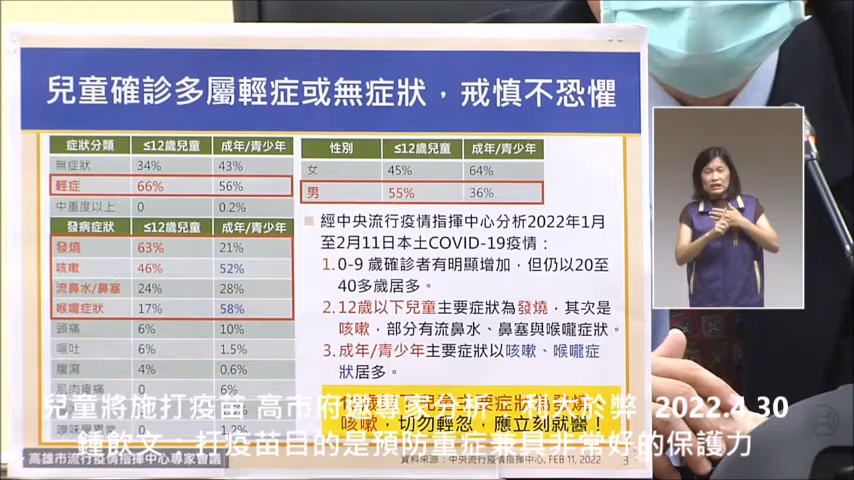 兒童確診多屬輕症或無症狀，戒慎不恐懼
症狀分類 ≤12歲兒童 成年/青少年
無症狀 34% 43%
輕症 66% 56%
中重度以上 0 0.2%
發病症狀 ≤12歲兒童 成年/青少年
發燒 63% 21%
咳嗽 46% 52%
流鼻水/鼻塞 24% 28%
喉嚨症狀 17% 58%
頭痛 6% 10%
嘔吐 6% 1.5%
腹瀉 4% 0.6%
肌肉痠痛 0 6%
嗅味覺異常 0 1.2%
性別 ≤12歲兒童 成年/青少年
女 45% 64%
男 55% 36%
經中央流行疫情指揮中心分析2022年1月
至2月11日本土COVID-19疫情：
1. 0-9 歲確診者有明顯增加，但仍以20至
40多歲居多。
2. 12歲以下兒童主要症狀為發燒，其次是
咳嗽，部分有流鼻水、鼻塞與喉嚨症狀。
3. 成年/青少年主要症狀以咳嗽、喉嚨症
狀居多。
咳嗽，切勿輕忽，應立刻就醫！
資料來源：中央流行疫情指揮中心, FEB 11, 2022 3
高雄市流行疫情指揮中心專家會議
兒童將施打疫苗 高市府邀專家分析：利大於弊 2022.4.30
鍾飲文：打疫苗目的是預防重症兼具非常好的保護力